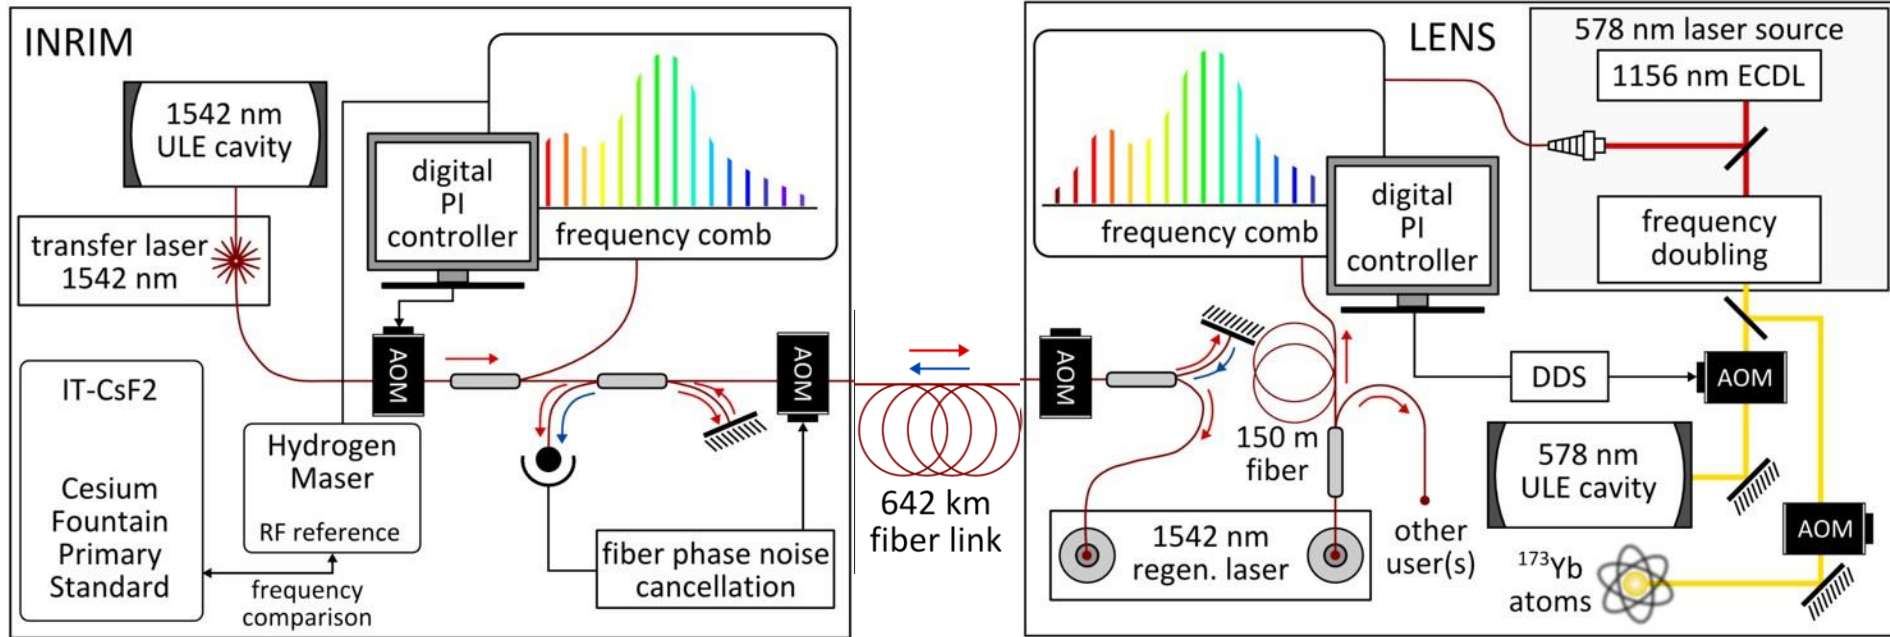 INRIM
1542 nm
ULE cavity
transfer laser
1542 nm
digital
PI
controller
frequency comb
AOM
AOM
IT-CsF2
Cesium
Fountain
Primary
Standard
Hydrogen
Maser
RF reference
frequency
comparison
fiber phase noise
cancellation
642 km
fiber link
LENS
frequency comb
digital
PI
controller
578 nm laser source
1156 nm ECDL
frequency
doubling
AOM
150 m
fiber
1542 nm
regen. laser
other
user(s)
DDS
AOM
578 nm
ULE cavity
AOM
¹⁷³Yb
atoms